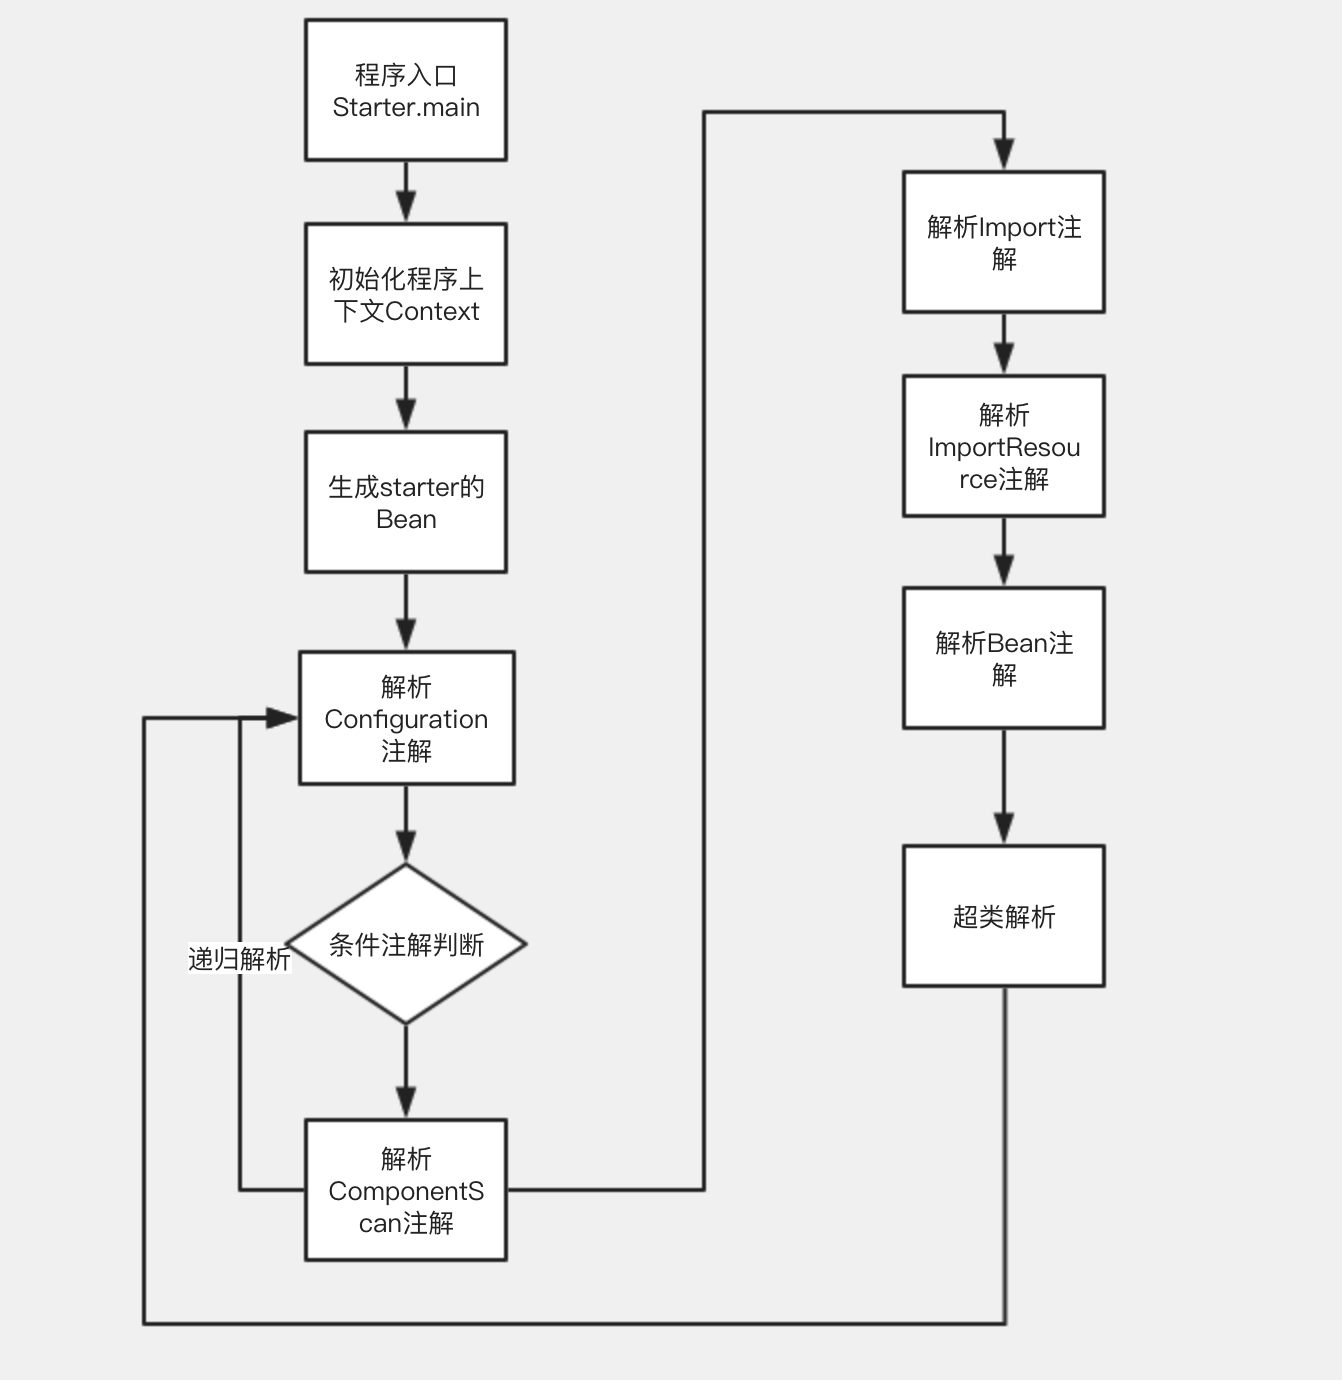 程序入口
Starter.main
初始化程序上
下文Context
生成starter的
Bean
解析
Configuration
注解
条件注解判断
递归解析
解析
ComponentS
can注解
解析Import注
解
解析
ImportResou
rce注解
解析Bean注
解
超类解析